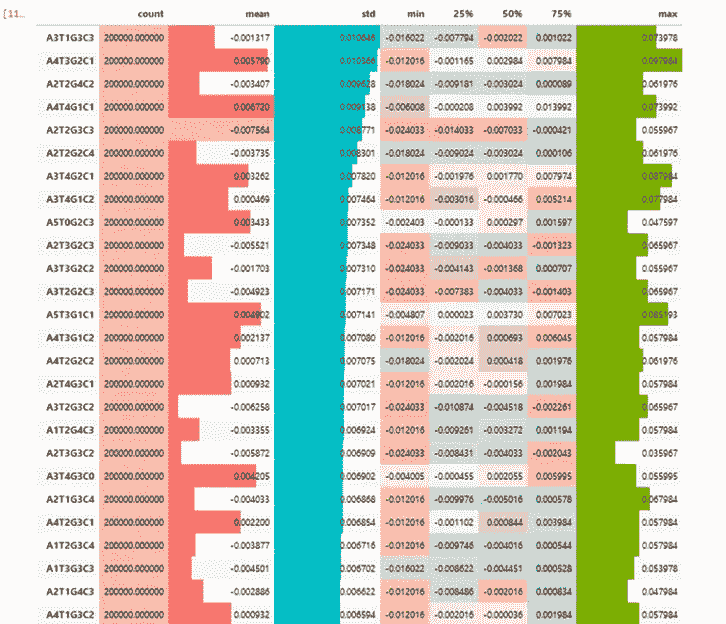 [11...
count mean std min 25% 50% 75% max
A3T1G3C3 200000.000000 -0.001317 0.010846 -0.016022 -0.007794 -0.002022 0.001022 0.073978
A4T3G2C1 200000.000000 0.005790 0.010366 -0.012016 -0.001165 0.002984 0.007984 0.097984
A2T2G4C2 200000.000000 -0.003407 0.009628 -0.018024 -0.009181 -0.003024 0.000089 0.061976
A4T4G1C1 200000.000000 0.006720 0.009138 -0.006008 -0.000208 0.003992 0.013992 0.073992
A2T2G3C3 200000.000000 -0.007564 0.008771 -0.024033 -0.014033 -0.007033 -0.000421 0.055967
A2T2G2C4 200000.000000 -0.003735 0.008301 -0.018024 -0.009024 -0.003024 0.000106 0.061976
A3T4G2C1 200000.000000 0.003262 0.007820 -0.012016 -0.001976 0.001770 0.007974 0.087984
A3T4G1C2 200000.000000 0.000469 0.007464 -0.012016 -0.003016 -0.000466 0.005214 0.077984
A5T0G2C3 200000.000000 0.003433 0.007352 -0.002403 -0.000133 0.000297 0.001597 0.047597
A2T3G2C3 200000.000000 -0.005521 0.007348 -0.024033 -0.009033 -0.004033 -0.001323 0.065967
A3T3G2C2 200000.000000 -0.001703 0.007310 -0.024033 -0.004143 -0.001368 0.000707 0.055967
A3T2G2C3 200000.000000 -0.004923 0.007171 -0.024033 -0.007383 -0.004033 -0.001403 0.065967
A5T3G1C1 200000.000000 0.004902 0.007141 -0.004807 0.000023 0.003730 0.007023 0.085193
A4T3G1C2 200000.000000 0.002137 0.007080 -0.012016 -0.002016 0.000693 0.006045 0.057984
A4T2G2C2 200000.000000 0.000713 0.007075 -0.018024 -0.002024 0.000418 0.001976 0.061976
A2T4G3C1 200000.000000 0.000932 0.007021 -0.012016 -0.002016 -0.000156 0.001984 0.057984
A3T2G3C2 200000.000000 -0.006258 0.007017 -0.024033 -0.010874 -0.004518 -0.002261 0.065967
A1T2G4C3 200000.000000 -0.003355 0.006924 -0.012016 -0.009261 -0.003272 0.001194 0.057984
A2T3G3C2 200000.000000 -0.005872 0.006909 -0.024033 -0.008431 -0.004033 -0.002043 0.035967
A3T4G3C0 200000.000000 0.004205 0.006902 -0.004005 -0.000455 0.002055 0.005995 0.055995
A2T1G3C4 200000.000000 -0.004033 0.006868 -0.012016 -0.009976 -0.005016 0.000578 0.067984
A4T2G3C1 200000.000000 0.002200 0.006854 -0.012016 -0.001102 0.000844 0.003984 0.057984
A1T2G3C4 200000.000000 -0.003877 0.006716 -0.012016 -0.009746 -0.004016 0.000544 0.057984
A1T3G3C3 200000.000000 -0.004501 0.006702 -0.016022 -0.008622 -0.004451 0.000528 0.053978
A2T1G4C3 200000.000000 -0.002886 0.006622 -0.012016 -0.008486 -0.002016 0.000834 0.047984
A4T1G3C2 200000.000000 0.000932 0.006594 -0.012016 -0.002016 -0.000036 0.001984 0.057984